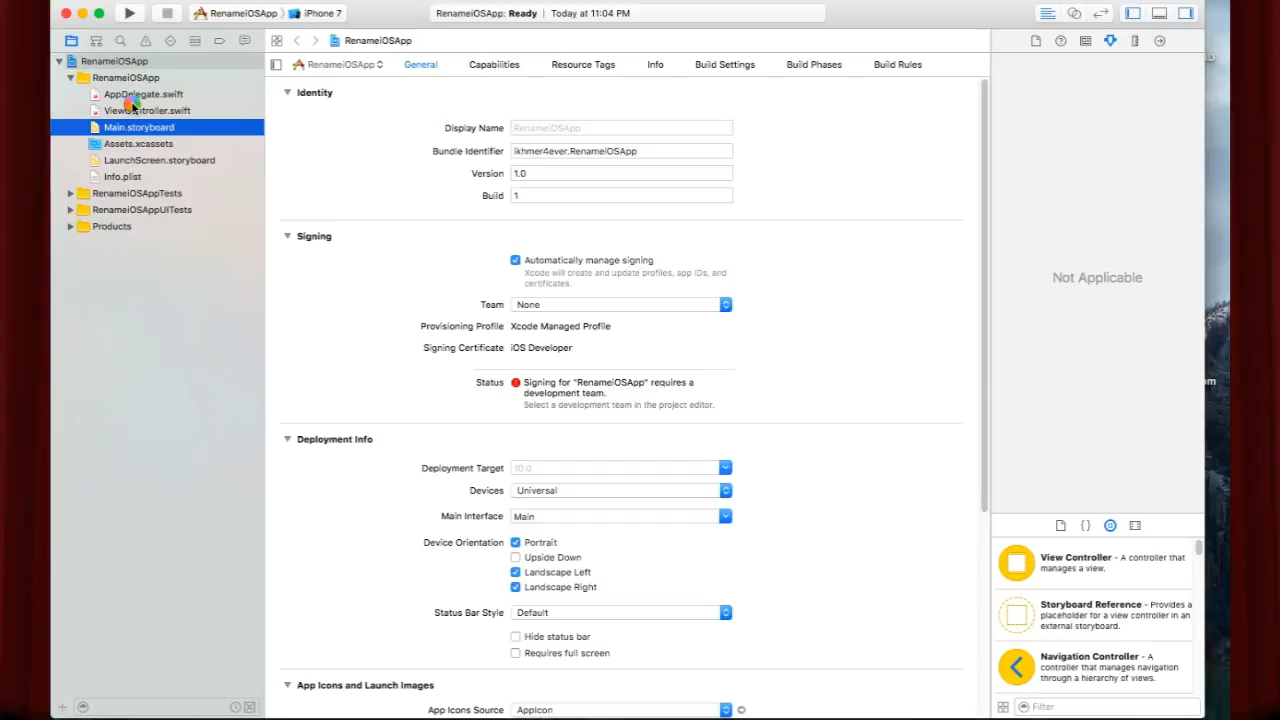 RenameiOSApp
iPhone 7
RenameiOSApp: Ready
Today at 11:04 PM
RenameiOSApp
RenameiOSApp
AppDelegate.swift
ViewController.swift
Main.storyboard
Assets.xcassets
LaunchScreen.storyboard
Info.plist
RenameiOSAppTests
RenameiOSAppUITests
Products
RenameiOSApp
RenameiOSApp
General
Capabilities
Resource Tags
Info
Build Settings
Build Phases
Build Rules
Identity
Display Name
RenameiOSApp
Bundle Identifier
ikhmer4ever.RenameiOSApp
Version
1.0
Build
1
Signing
Automatically manage signing
Xcode will create and update profiles, app IDs, and
certificates.
Team
None
Provisioning Profile
Xcode Managed Profile
Signing Certificate
iOS Developer
Status
Signing for "RenameiOSApp" requires a
development team.
Select a development team in the project editor.
Deployment Info
Deployment Target
10.0
Devices
Universal
Main Interface
Main
Device Orientation
Portrait
Upside Down
Landscape Left
Landscape Right
Status Bar Style
Default
Hide status bar
Requires full screen
App Icons and Launch Images
App Icons Source
AppIcon
Not Applicable
View Controller - A controller that
manages a view.
Storyboard Reference - Provides a
placeholder for a view controller in an
external storyboard.
Navigation Controller - A
controller that manages navigation
through a hierarchy of views.
Filter